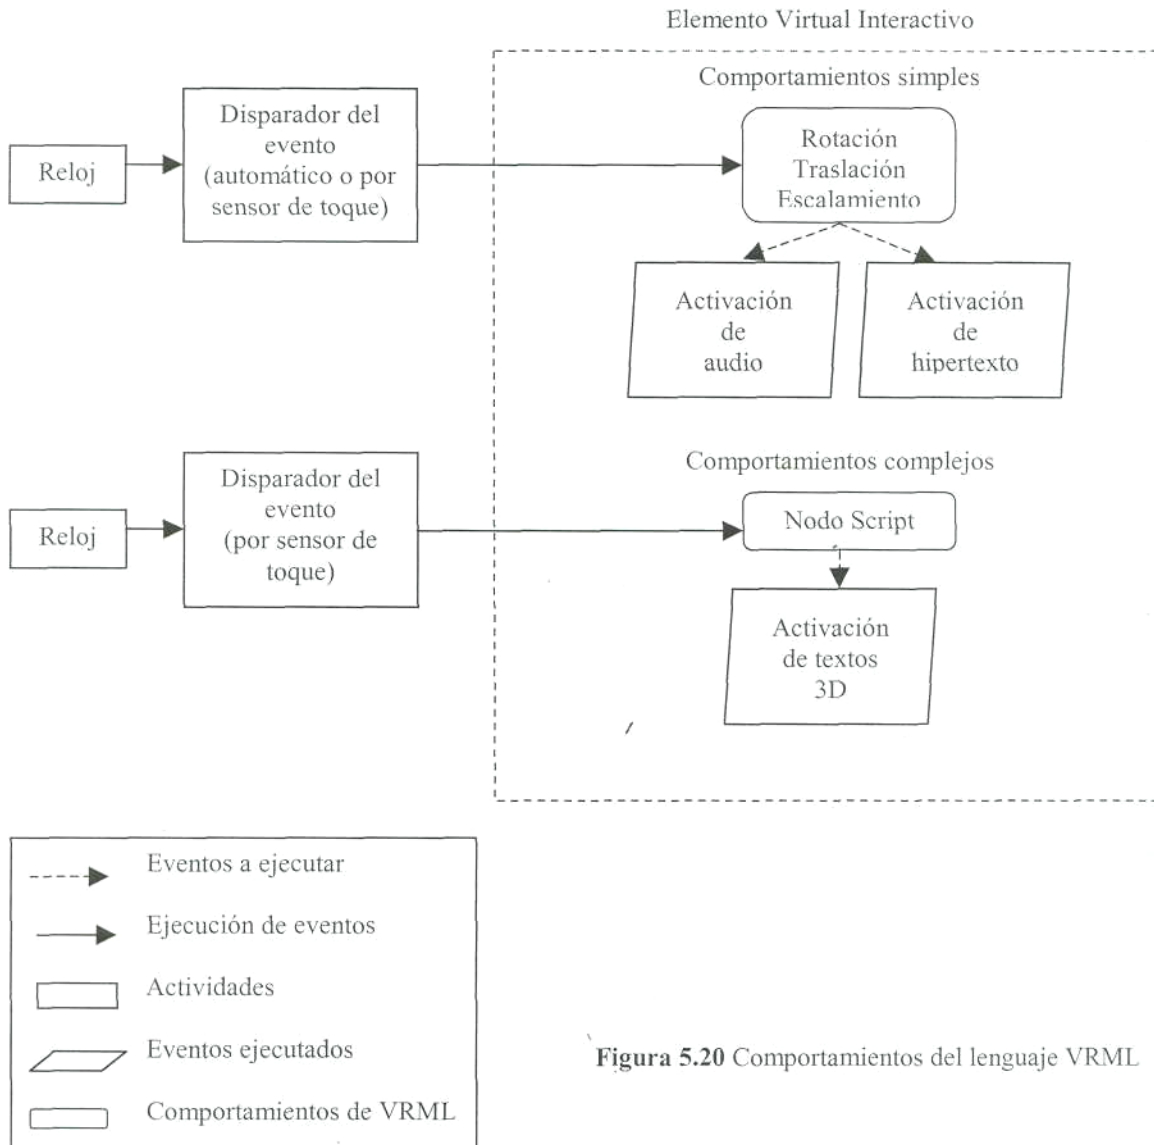 Elemento Virtual Interactivo
Comportamientos simples
Reloj
Disparador del
evento
(automático o por
sensor de toque)
Rotación
Traslación
Escalamiento
Activación
de
audio
Activación
de
hipertexto
Comportamientos complejos
Reloj
Disparador del
evento
(por sensor de
toque)
Nodo Script
Activación
de textos
3D
Eventos a ejecutar
Ejecución de eventos
Actividades
Eventos ejecutados
Comportamientos de VRML
Figura 5.20 Comportamientos del lenguaje VRML